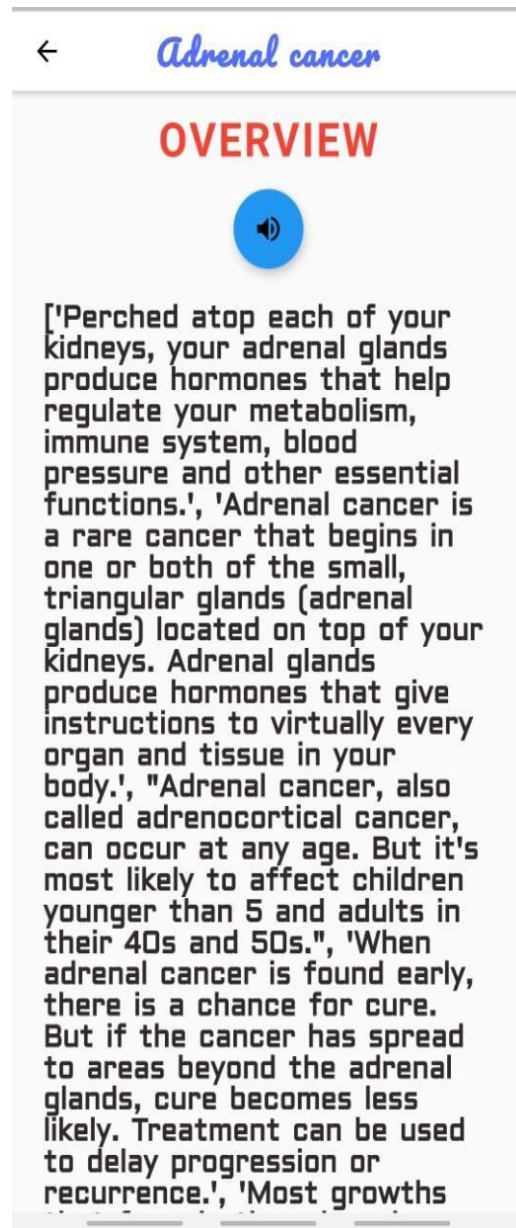 Adrenal cancer
OVERVIEW
['Perched atop each of your
kidneys, your adrenal glands
produce hormones that help
regulate your metabolism,
immune system, blood
pressure and other essential
functions.', 'Adrenal cancer is
a rare cancer that begins in
one or both of the small,
triangular glands (adrenal
glands) located on top of your
kidneys. Adrenal glands
produce hormones that give
instructions to virtually every
organ and tissue in your
body.', "Adrenal cancer, also
called adrenocortical cancer,
can occur at any age. But it's
most likely to affect children
younger than 5 and adults in
their 40s and 50s.", 'When
adrenal cancer is found early,
there is a chance for cure.
But if the cancer has spread
to areas beyond the adrenal
glands, cure becomes less
likely. Treatment can be used
to delay progression or
recurrence.', 'Most growths